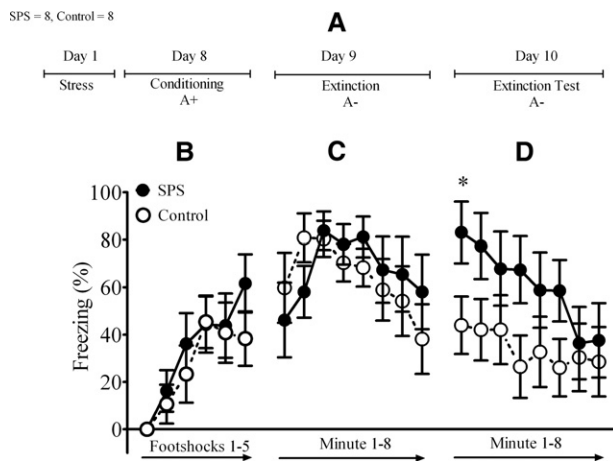 SPS = 8, Control = 8
A
Day 1
Day 8
Day 9
Day 10
Stress
Conditioning
A+
Extinction
A-
Extinction Test
A-
B
C
D
100
80
60
40
20
0
Freezing (%)
SPS
Control
*
Footshocks 1-5
Minute 1-8
Minute 1-8